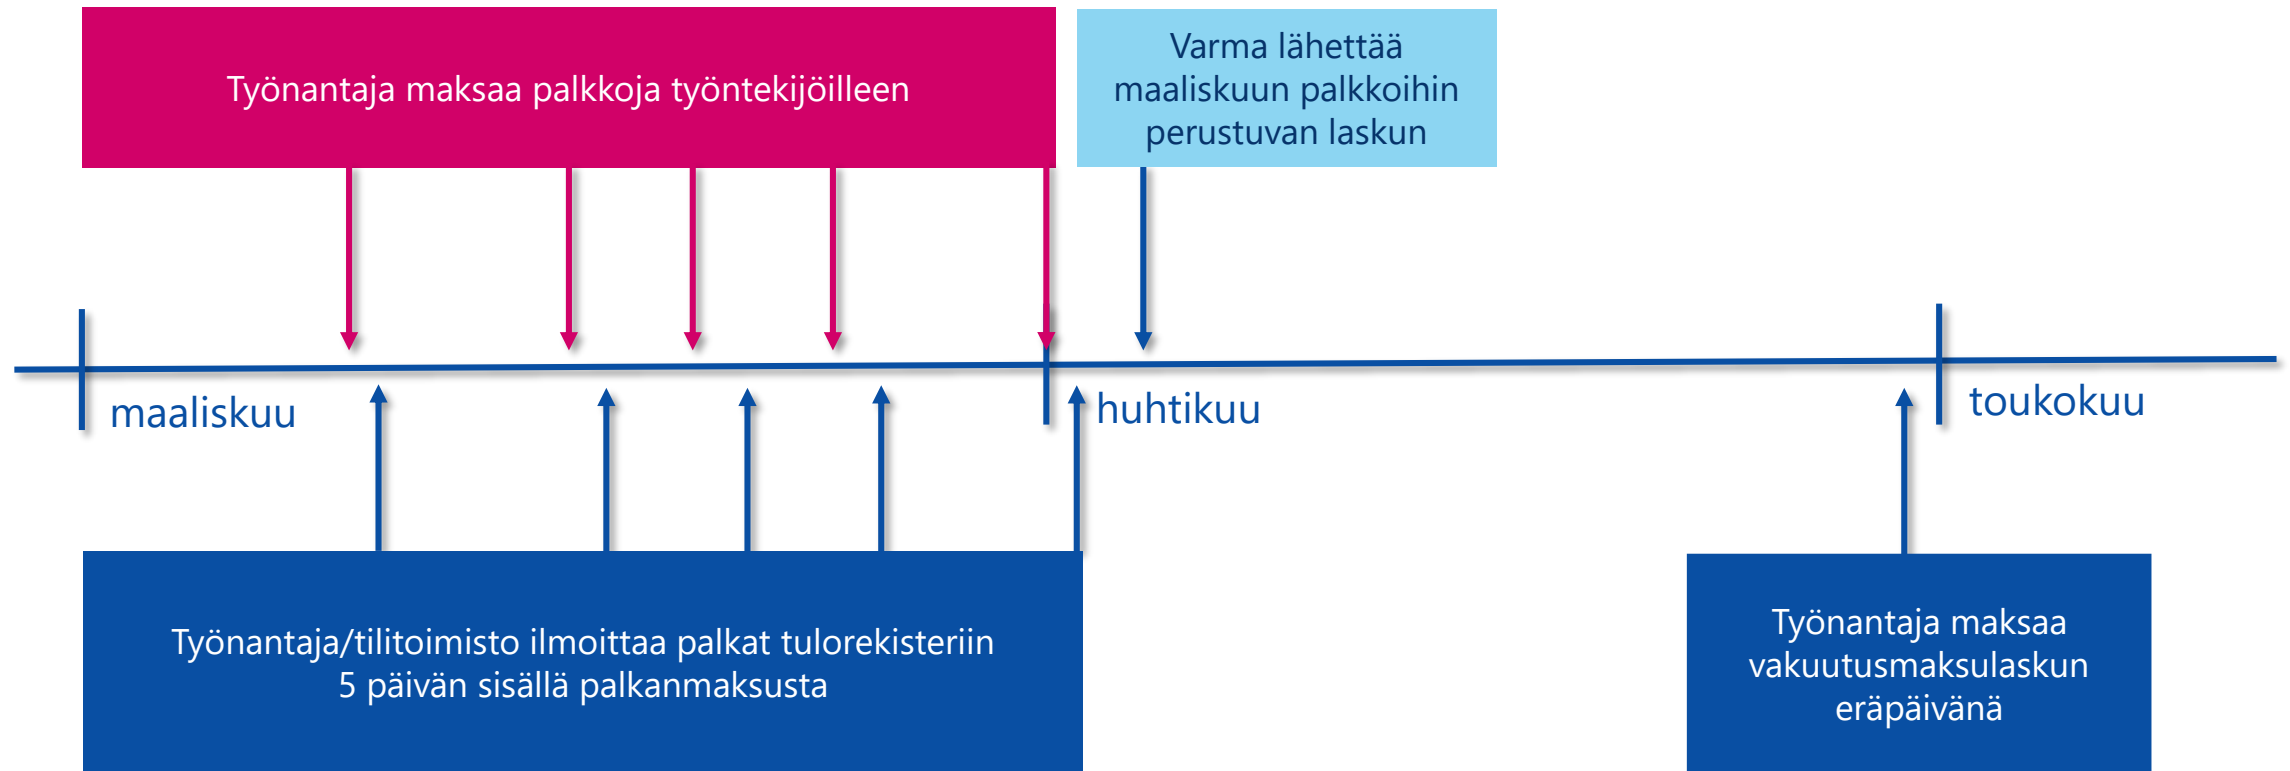 Työnantaja maksaa palkkoja työntekijöilleen
Varma lähettää
maaliskuun palkkoihin
perustuvan laskun
maaliskuu
huhtikuu
toukokuu
Työnantaja/tilitoimisto ilmoittaa palkat tulorekisteriin
5 päivän sisällä palkanmaksusta
Työnantaja maksaa
vakuutusmaksulaskun
eräpäivänä